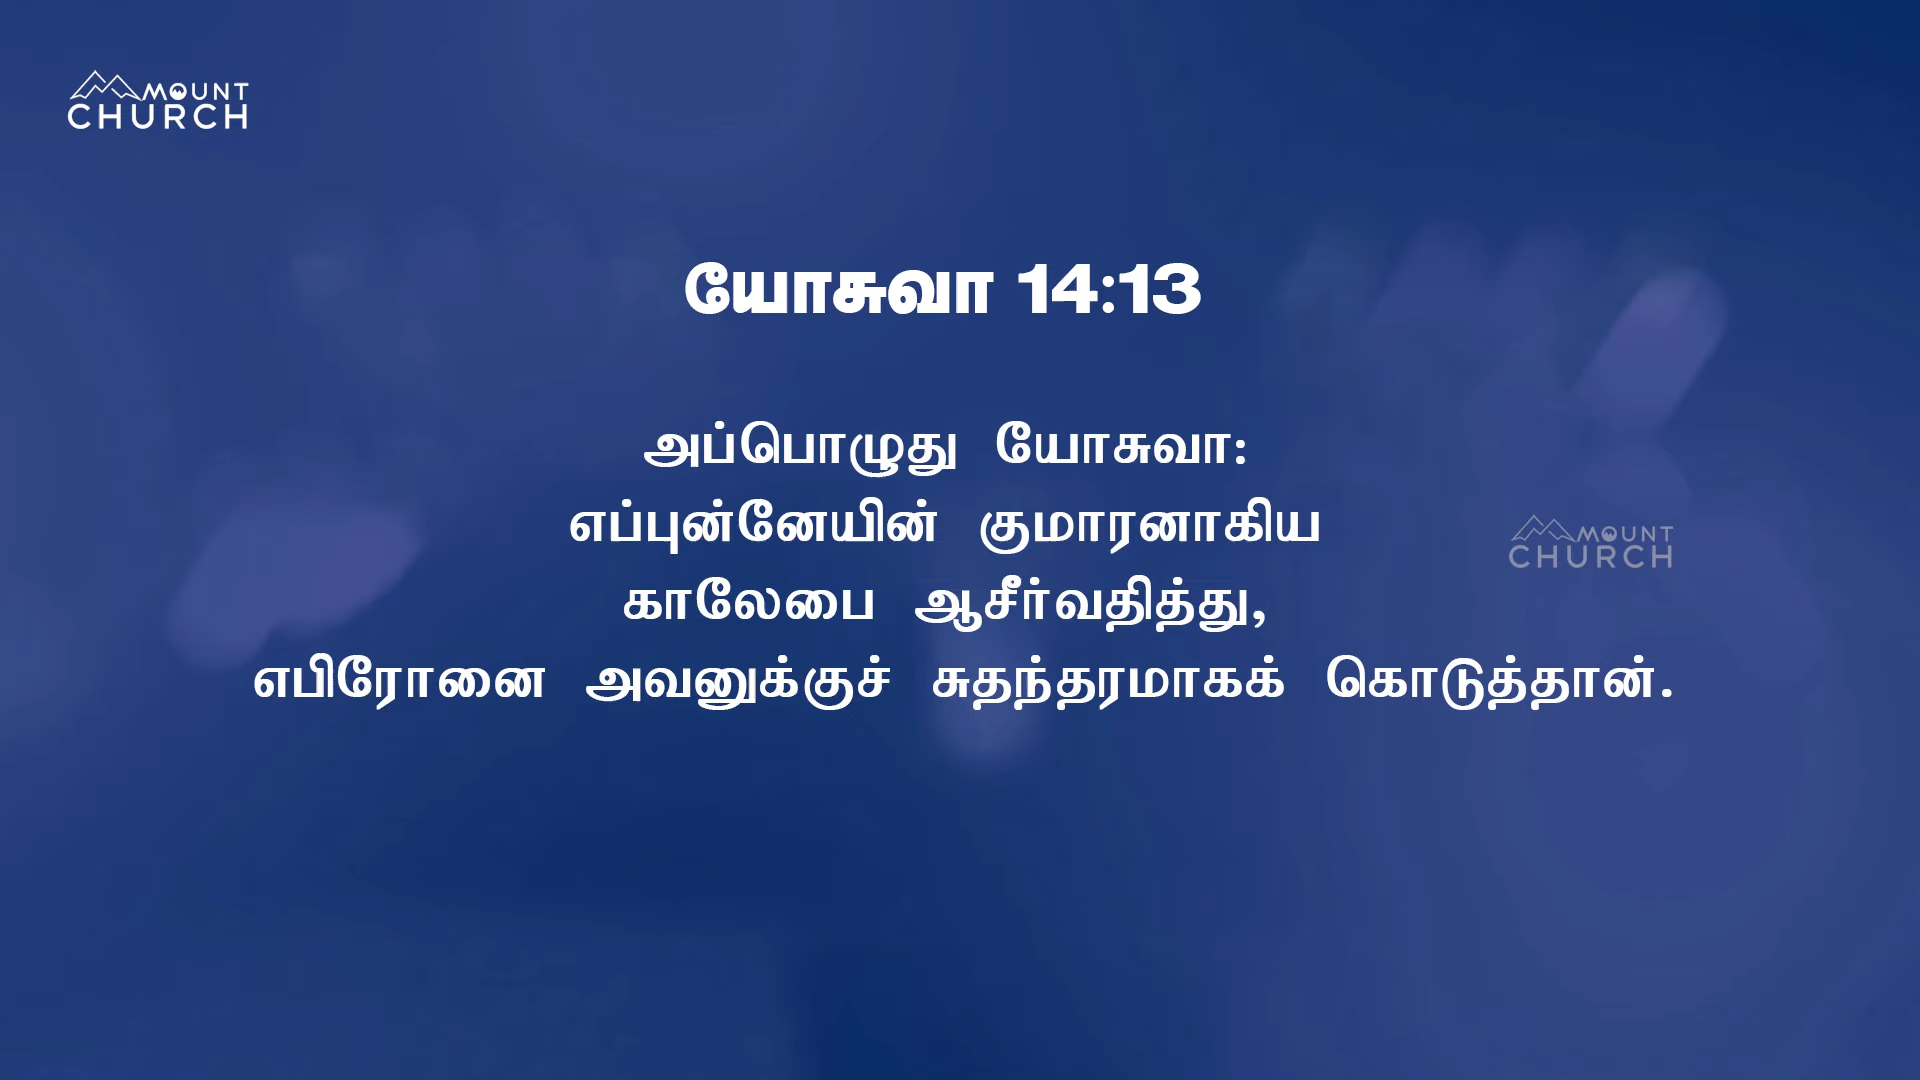 MOUNT
CHURCH
யோசுவா 14:13
அப்பொழுது யோசுவா:
எப்புன்னேயின் குமாரனாகிய
காலேபை ஆசீர்வதித்து,
எபிரோனை அவனுக்குச் சுதந்தரமாகக் கொடுத்தான்.
MOUNT
CHURCH